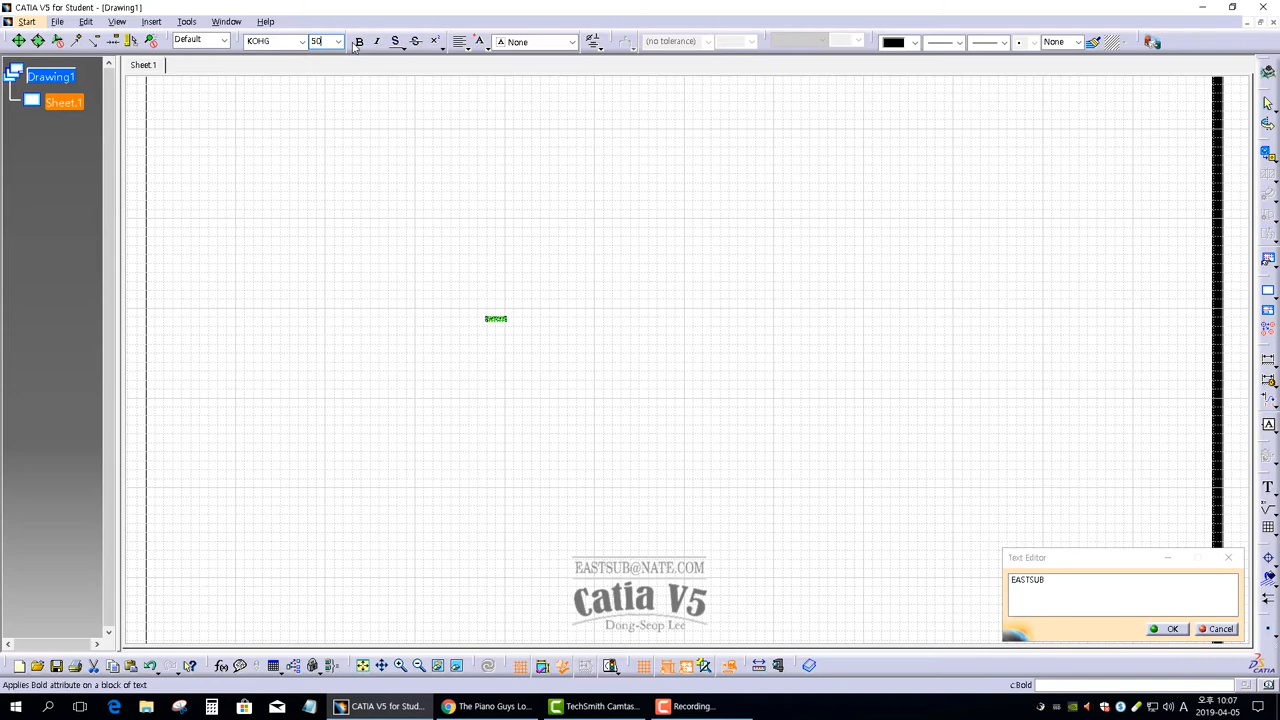 CATIA V5 for Student - [Drawing1]
Start File Edit View Insert Tools Window Help
Default KOHG 50 B I S S None (no tolerance) None
Drawing1
Sheet.1
Sheet.1
EASTSUB@NATE.COM
Catia V5
Dong-Seop Lee
Text Editor
EASTSUB
OK Cancel
CATIA
Applies Bold attribute on a block of text c:Bold
CATIA V5 for Stud... The Piano Guys Lo... TechSmith Camtas... Recording... A 오후 10:07
2019-04-05